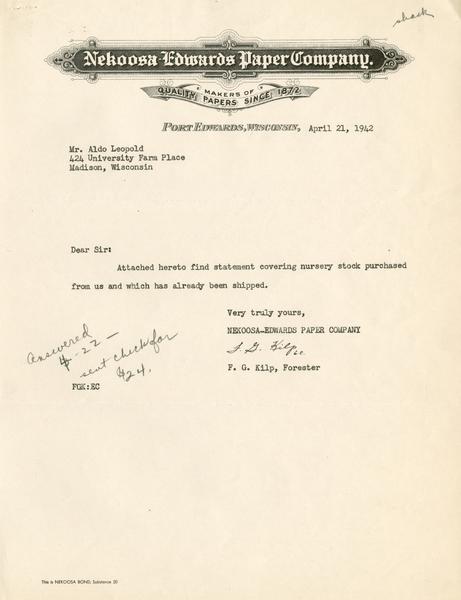 shack
Nekoosa-Edwards Paper Company.
MAKERS OF
QUALITY PAPERS SINCE 1872
PORT EDWARDS, WISCONSIN, April 21, 1942
Mr. Aldo Leopold
424 University Farm Place
Madison, Wisconsin
Dear Sir:
Attached hereto find statement covering nursery stock purchased
from us and which has already been shipped.
Very truly yours,
NEKOOSA-EDWARDS PAPER COMPANY
F. G. Kilp
ec
F. G. Kilp, Forester
answered
4-22-
sent check for
$24.
FGK:EC
This is NEKOOSA BOND; Substance 20